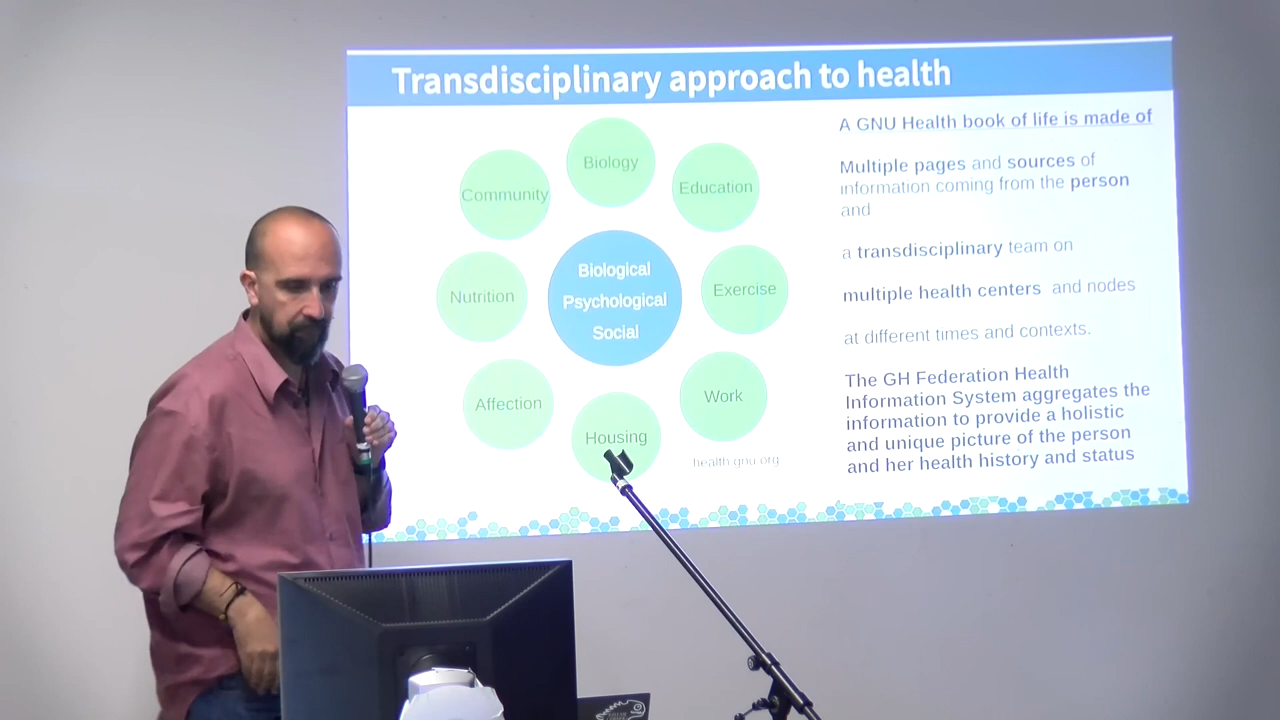 Transdisciplinary approach to health
Biology
Community
Education
Biological
Psychological
Social
Nutrition
Exercise
Affection
Work
Housing
health.gnu.org
A GNU Health book of life is made of
Multiple pages and sources of
information coming from the person
and
a transdisciplinary team on
multiple health centers and nodes
at different times and contexts.
The GH Federation Health
Information System aggregates the
information to provide a holistic
and unique picture of the person
and her health history and status